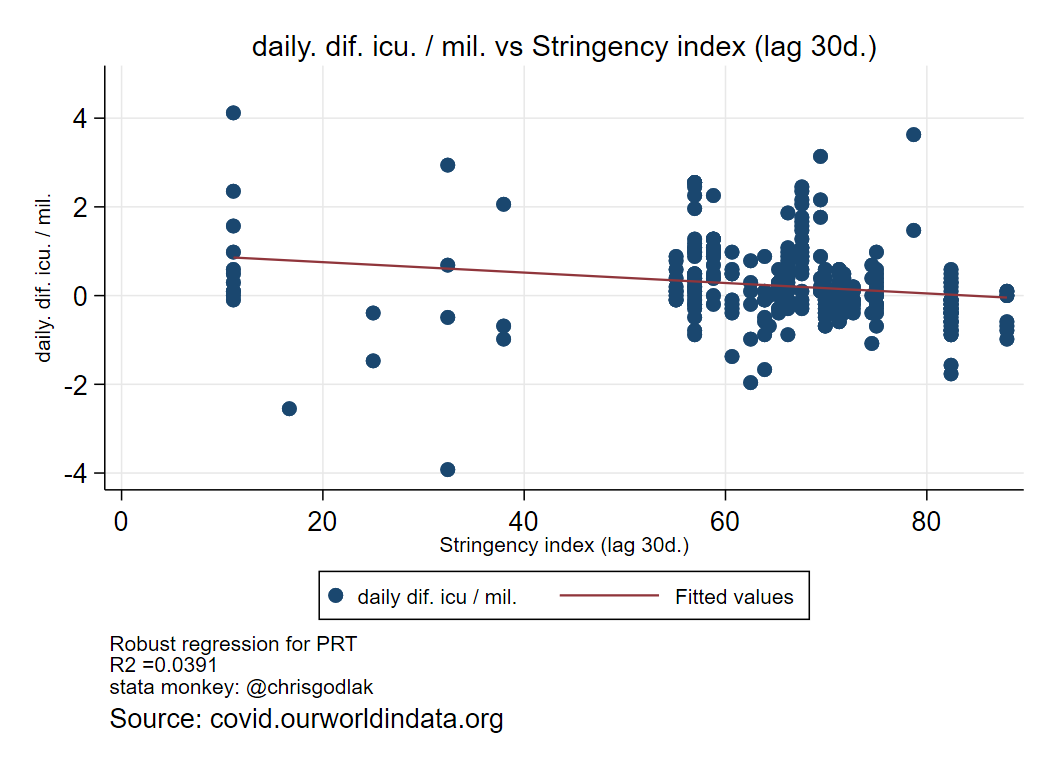 daily. dif. icu. / mil. vs Stringency index (lag 30d.)
daily. dif. icu. / mil.
4
2
0
-2
-4
0 20 40 60 80
Stringency index (lag 30d.)
daily dif. icu / mil. Fitted values
Robust regression for PRT
R2 =0.0391
stata monkey: @chrisgodlak
Source: covid.ourworldindata.org